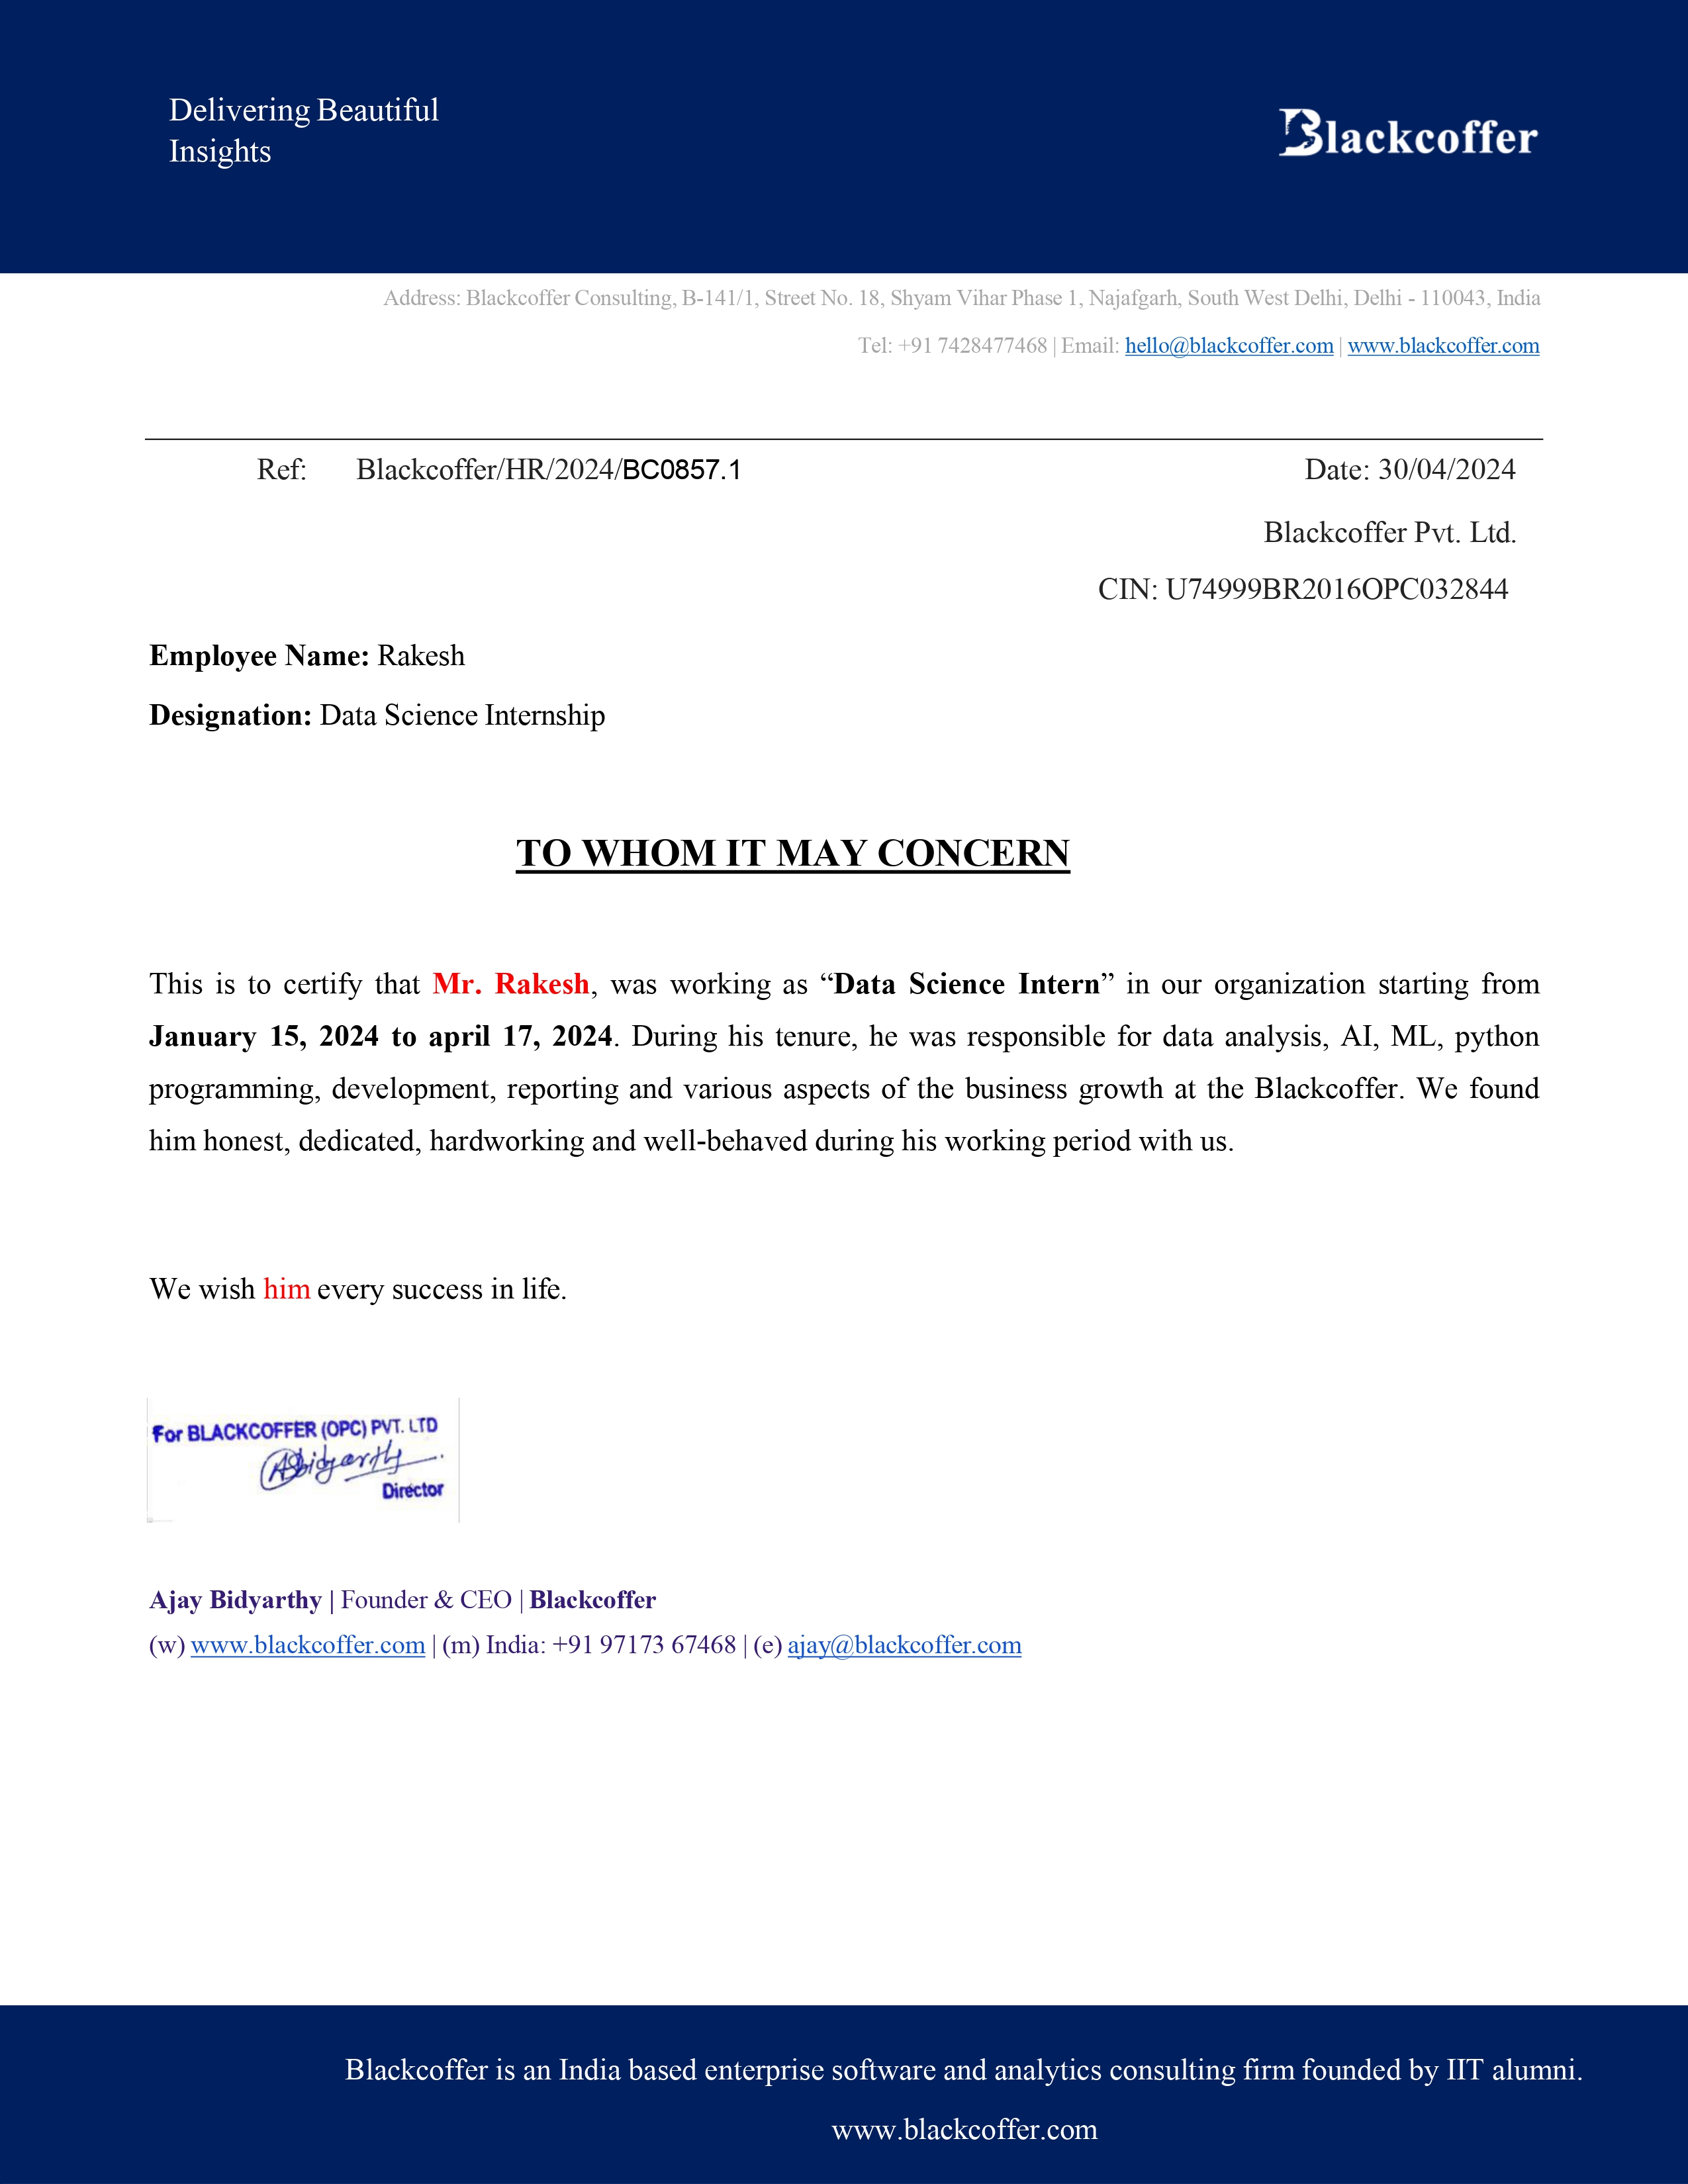 Delivering Beautiful
Insights
Blackcoffer
Address: Blackcoffer Consulting, B-141/1, Street No. 18, Shyam Vihar Phase 1, Najafgarh, South West Delhi, Delhi - 110043, India
Tel: +91 7428477468 | Email: hello@blackcoffer.com | www.blackcoffer.com
Ref: Blackcoffer/HR/2024/BC0857.1 Date: 30/04/2024
Blackcoffer Pvt. Ltd.
CIN: U74999BR2016OPC032844
Employee Name: Rakesh
Designation: Data Science Internship
TO WHOM IT MAY CONCERN
This is to certify that Mr. Rakesh, was working as “Data Science Intern” in our organization starting from
January 15, 2024 to april 17, 2024. During his tenure, he was responsible for data analysis, AI, ML, python
programming, development, reporting and various aspects of the business growth at the Blackcoffer. We found
him honest, dedicated, hardworking and well-behaved during his working period with us.
We wish him every success in life.
For BLACKCOFFER (OPC) PVT. LTD
ABidyarthy
Director
Ajay Bidyarthy | Founder & CEO | Blackcoffer
(w) www.blackcoffer.com | (m) India: +91 97173 67468 | (e) ajay@blackcoffer.com
Blackcoffer is an India based enterprise software and analytics consulting firm founded by IIT alumni.
www.blackcoffer.com